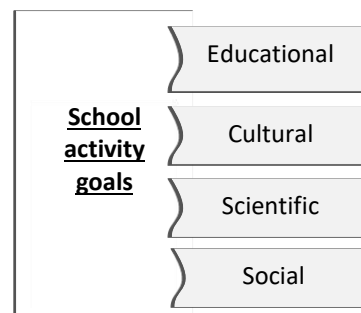 School
activity
goals
Educational
Cultural
Scientific
Social